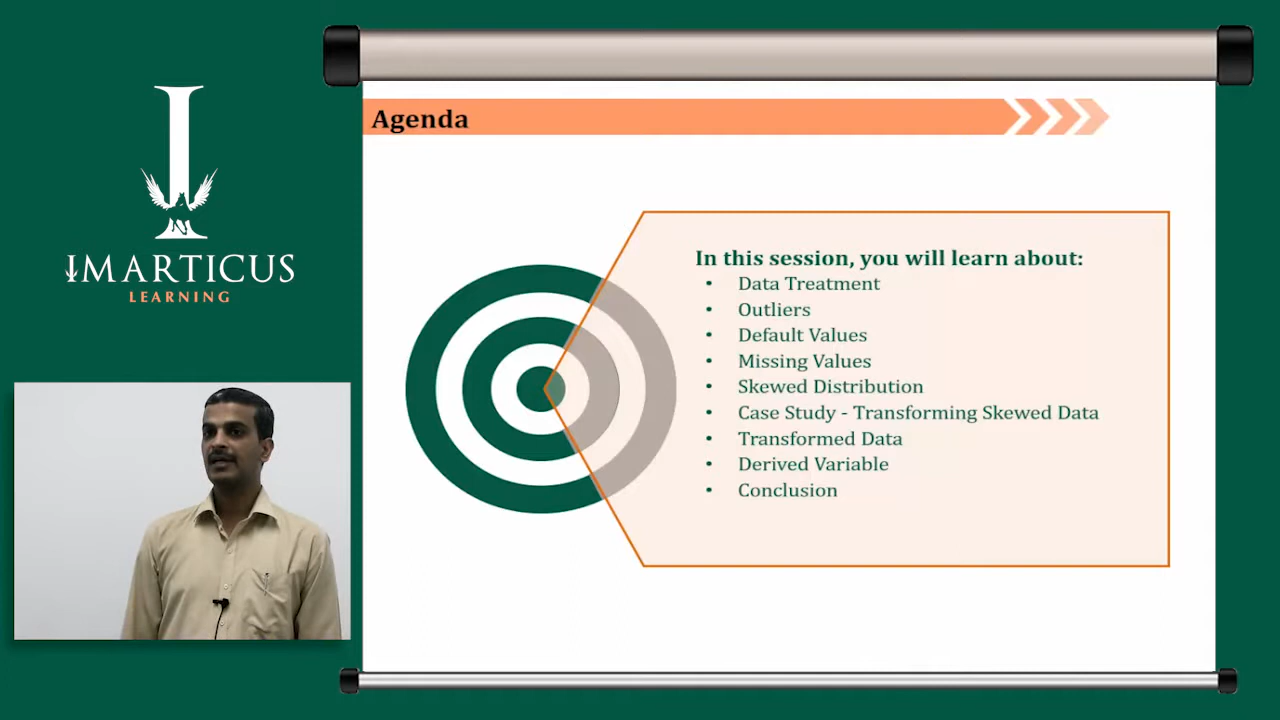 IMARTICUS
LEARNING
Agenda
In this session, you will learn about:
• Data Treatment
• Outliers
• Default Values
• Missing Values
• Skewed Distribution
• Case Study - Transforming Skewed Data
• Transformed Data
• Derived Variable
• Conclusion